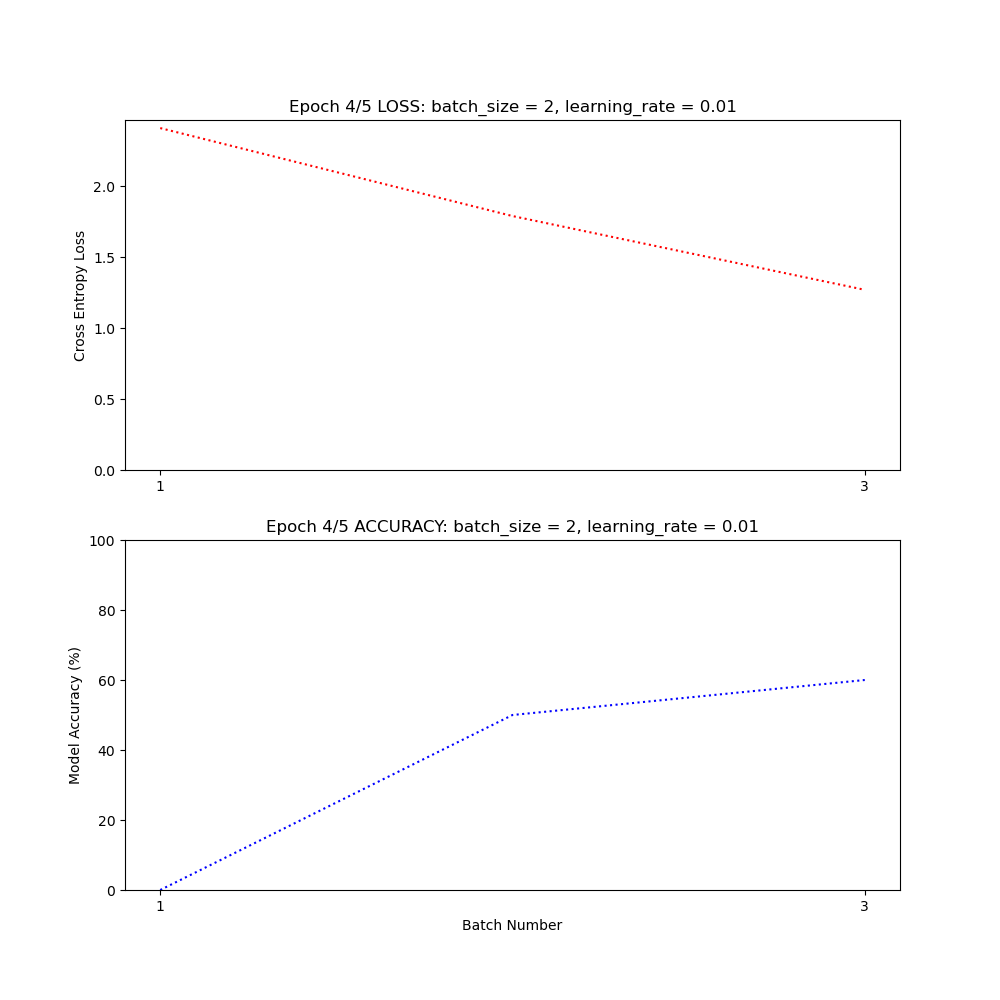 Epoch 4/5 LOSS: batch_size = 2, learning_rate = 0.01
Cross Entropy Loss
2.0
1.5
1.0
0.5
0.0
1 3
Epoch 4/5 ACCURACY: batch_size = 2, learning_rate = 0.01
Model Accuracy (%)
100
80
60
40
20
0
1 3
Batch Number